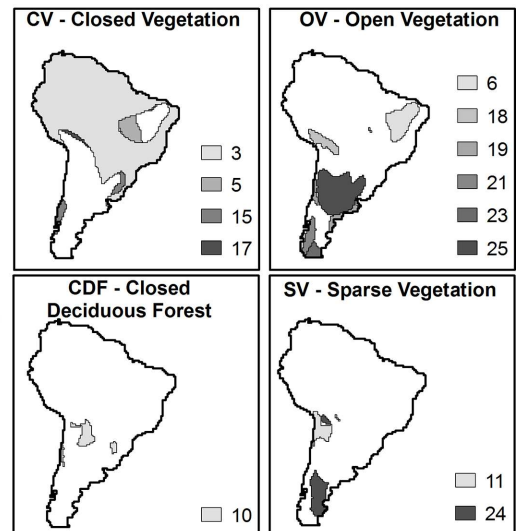 CV - Closed Vegetation
3
5
15
17
OV - Open Vegetation
6
18
19
21
23
25
CDF - Closed
Deciduous Forest
10
SV - Sparse Vegetation
11
24